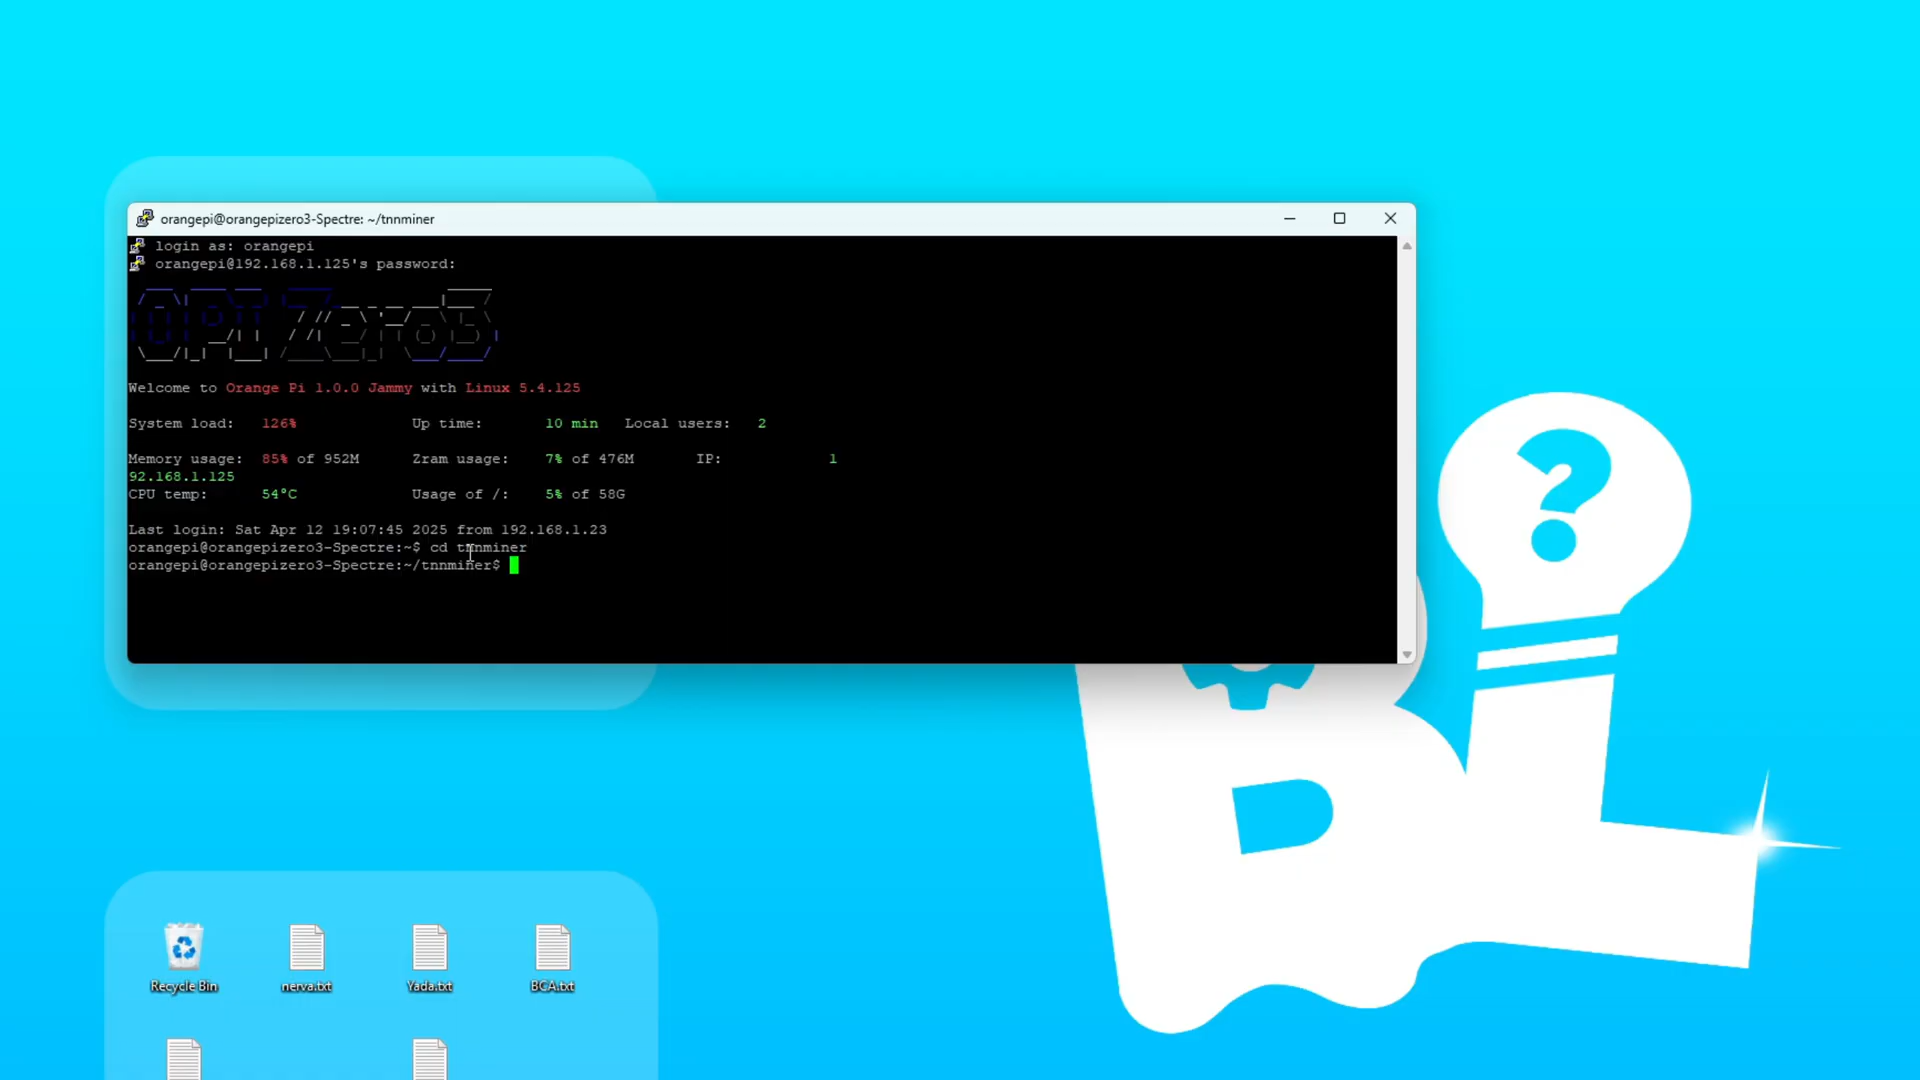 orangepi@orangepizero3-Spectre: ~/tnnminer
login as: orangepi
orangepi@192.168.1.125's password:
OPI Zero3
Welcome to Orange Pi 1.0.0 Jammy with Linux 5.4.125
System load: 126% Up time: 10 min Local users: 2
Memory usage: 85% of 952M Zram usage: 7% of 476M IP: 1
92.168.1.125
CPU temp: 54°C Usage of /: 5% of 58G
Last login: Sat Apr 12 19:07:45 2025 from 192.168.1.23
orangepi@orangepizero3-Spectre:~$ cd tnnminer
orangepi@orangepizero3-Spectre:~/tnnminer$
?
BL
Recycle Bin nerva.txt Yada.txt BCA.txt